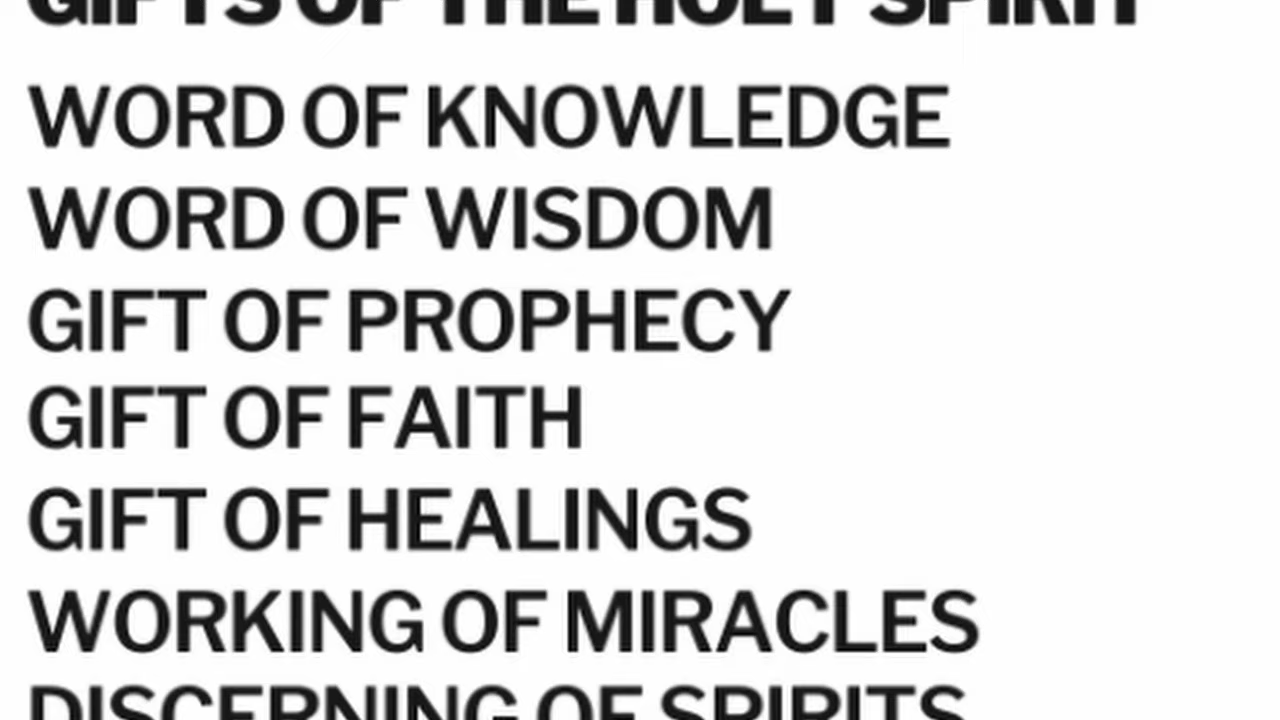 GIFTS OF THE HOLY SPIRIT
WORD OF KNOWLEDGE
WORD OF WISDOM
GIFT OF PROPHECY
GIFT OF FAITH
GIFT OF HEALINGS
WORKING OF MIRACLES
DISCERNING OF SPIRITS